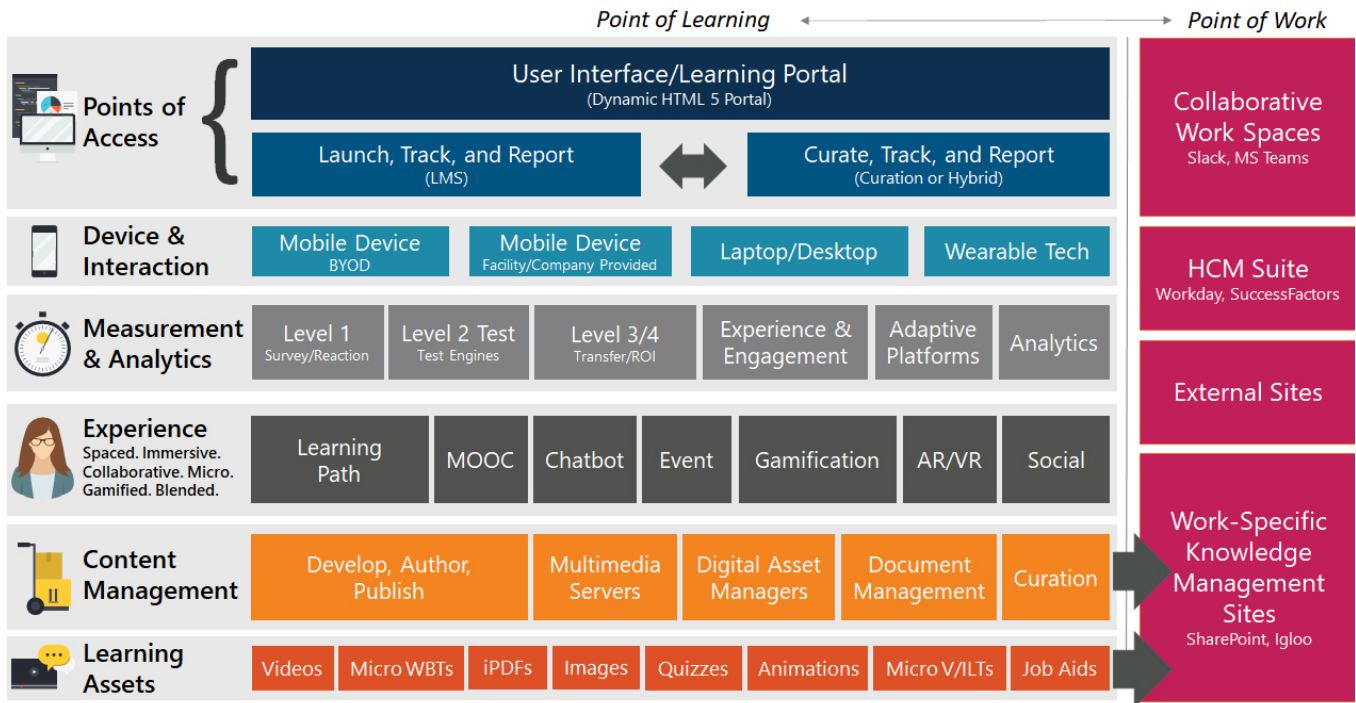 Point of Learning
Point of Work
Points of
Access
User Interface/Learning Portal
(Dynamic HTML 5 Portal)
Launch, Track, and Report
(LMS)
Curate, Track, and Report
(Curation or Hybrid)
Collaborative
Work Spaces
Slack, MS Teams
Device &
Interaction
Mobile Device
BYOD
Mobile Device
Facility/Company Provided
Laptop/Desktop
Wearable Tech
HCM Suite
Workday, SuccessFactors
Measurement
& Analytics
Level 1
Survey/Reaction
Level 2 Test
Test Engines
Level 3/4
Transfer/ROI
Experience &
Engagement
Adaptive
Platforms
Analytics
External Sites
Experience
Spaced. Immersive.
Collaborative. Micro.
Gamified. Blended.
Learning
Path
MOOC
Chatbot
Event
Gamification
AR/VR
Social
Content
Management
Develop, Author,
Publish
Multimedia
Servers
Digital Asset
Managers
Document
Management
Curation
Work-Specific
Knowledge
Management
Sites
SharePoint, Igloo
Learning
Assets
Videos
Micro WBTs
iPDFs
Images
Quizzes
Animations
Micro V/ILTs
Job Aids